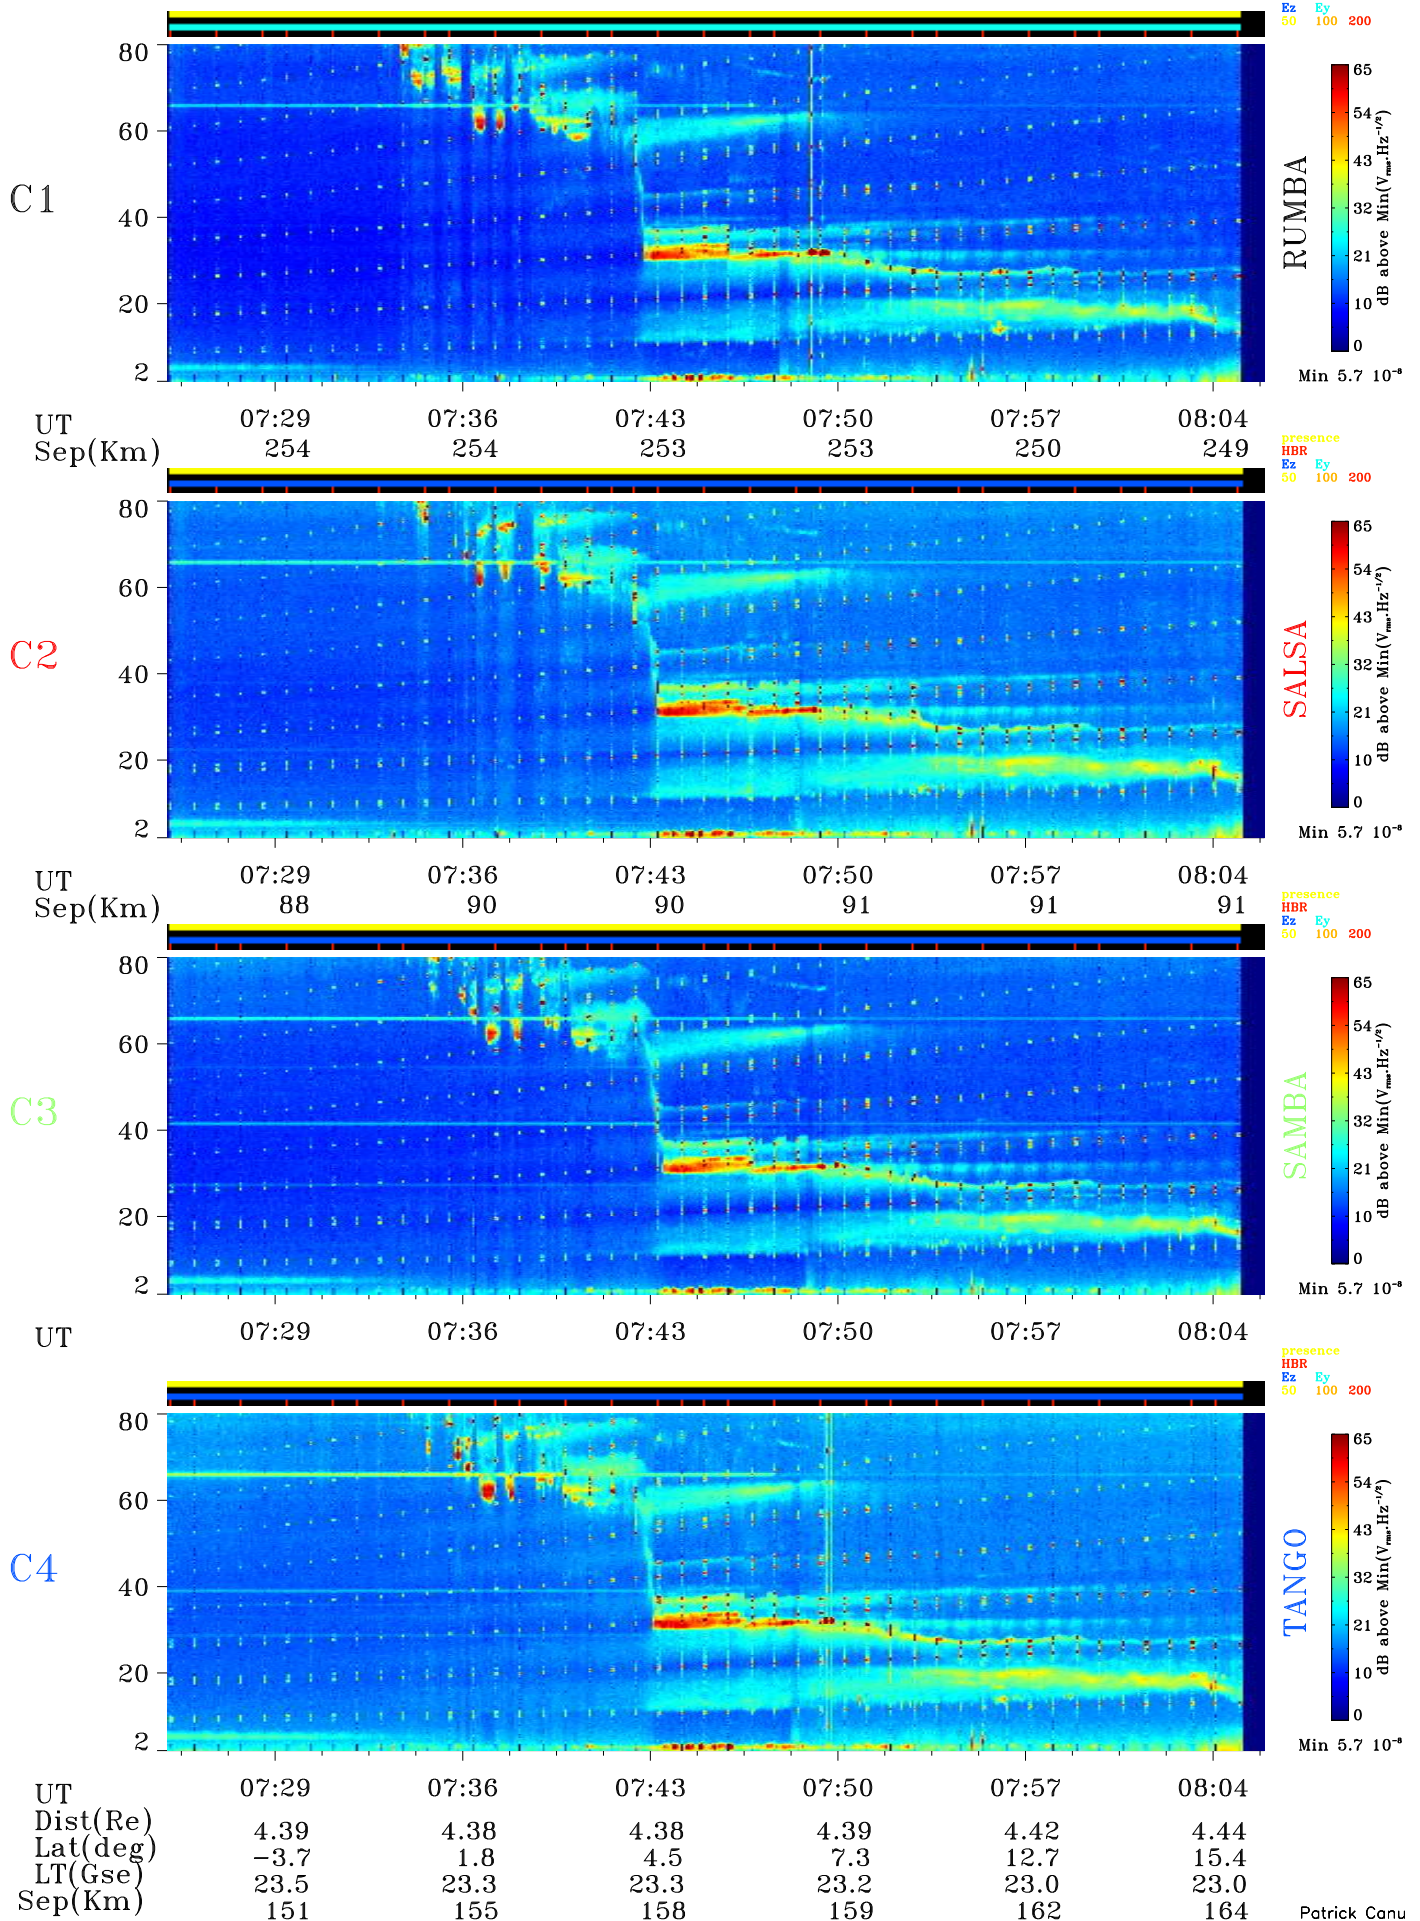 Ez Ey
50 100 200
C1
80
60
40
20
2
65
54
43
32
21
10
0
dB above Min(Vrms.Hz-1/2)
RUMBA
Min 5.7 10-8
UT 07:29 07:36 07:43 07:50 07:57 08:04
Sep(Km) 254 254 253 253 250 249
presence
HBR
Ez Ey
50 100 200
C2
80
60
40
20
2
65
54
43
32
21
10
0
dB above Min(Vrms.Hz-1/2)
SALSA
Min 5.7 10-8
UT 07:29 07:36 07:43 07:50 07:57 08:04
Sep(Km) 88 90 90 91 91 91
presence
HBR
Ez Ey
50 100 200
C3
80
60
40
20
2
65
54
43
32
21
10
0
dB above Min(Vrms.Hz-1/2)
SAMBA
Min 5.7 10-8
UT 07:29 07:36 07:43 07:50 07:57 08:04
presence
HBR
Ez Ey
50 100 200
C4
80
60
40
20
2
65
54
43
32
21
10
0
dB above Min(Vrms.Hz-1/2)
TANGO
Min 5.7 10-8
UT 07:29 07:36 07:43 07:50 07:57 08:04
Dist(Re) 4.39 4.38 4.38 4.39 4.42 4.44
Lat(deg) -3.7 1.8 4.5 7.3 12.7 15.4
LT(Gse) 23.5 23.3 23.3 23.2 23.0 23.0
Sep(Km) 151 155 158 159 162 164
Patrick Canu